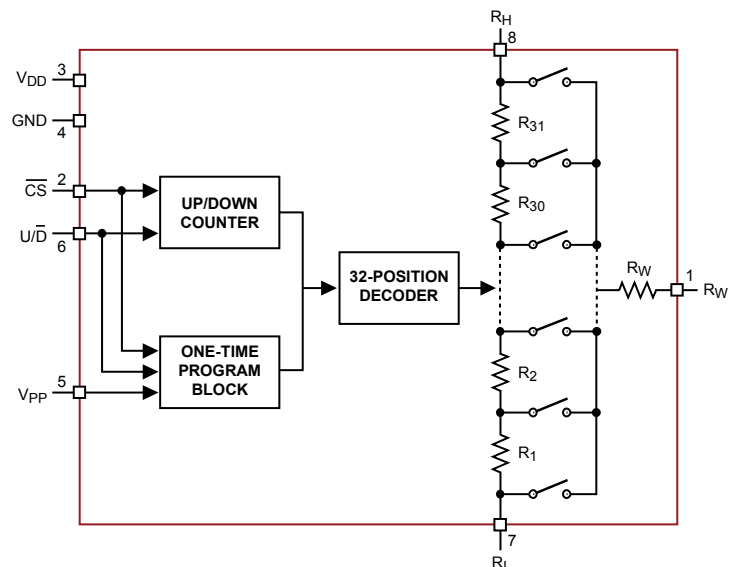 R_H
8
V_DD
3
GND
4
CS̅
2
U/D̅
6
UP/DOWN
COUNTER
32-POSITION
DECODER
ONE-TIME
PROGRAM
BLOCK
V_PP
5
R_31
R_30
R_W
1
R_W
R_2
R_1
7